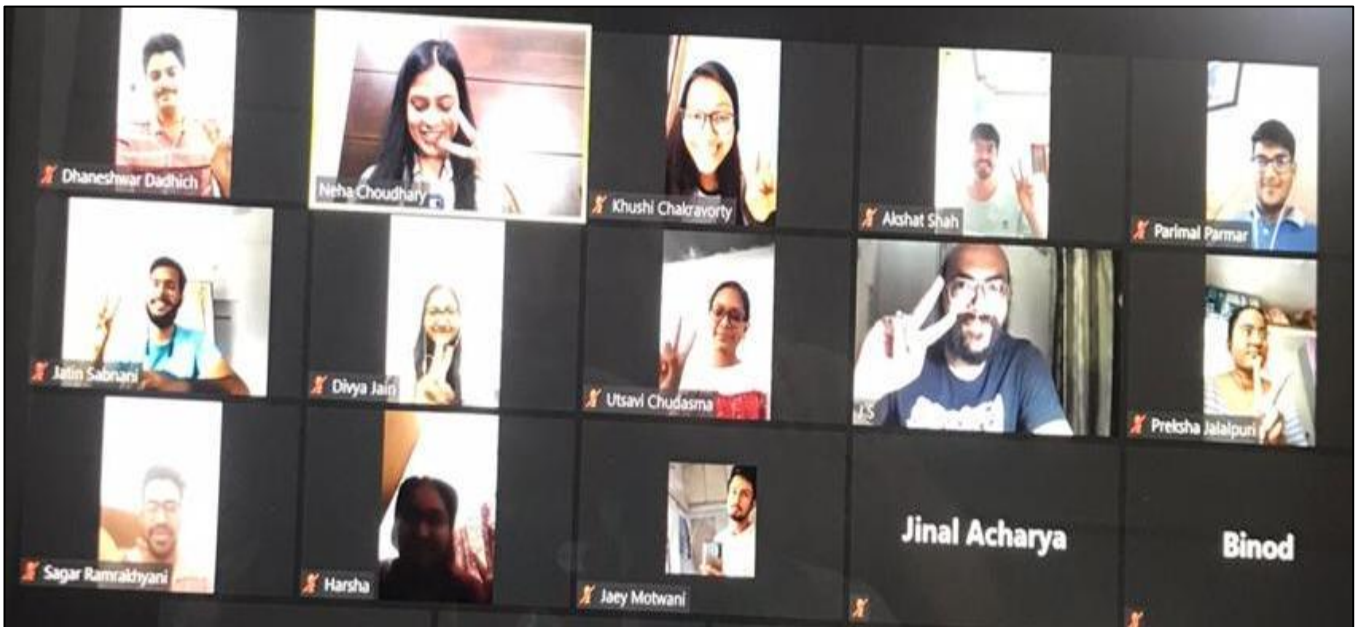 Dhaneshwar Dadhich
Neha Choudhary
Khushi Chakravorty
Akshat Shah
Parimal Parmar
Jatin Sabnani
Divya Jain
Utsavi Chudasma
J S
Preksha Jalalpuri
Sagar Ramrakhyani
Harsha
Jaey Motwani
Jinal Acharya
Binod